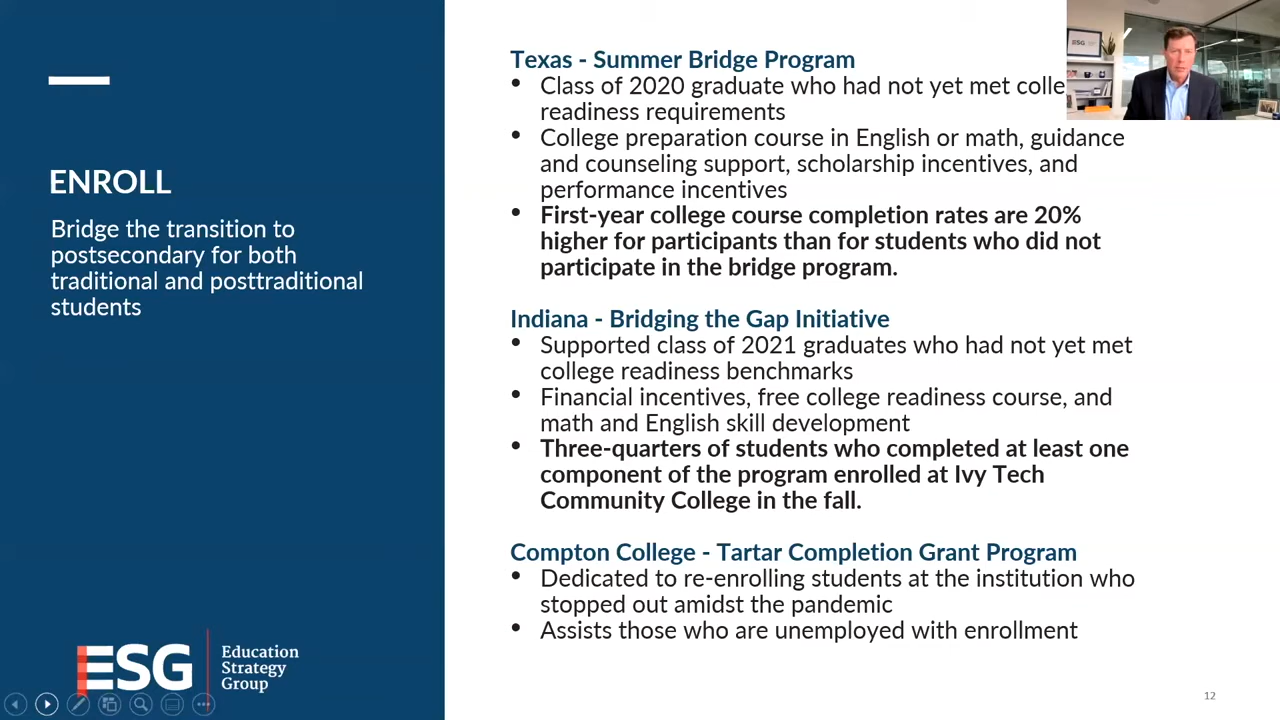 ENROLL
Bridge the transition to
postsecondary for both
traditional and posttraditional
students
ESG
Education
Strategy
Group
Texas - Summer Bridge Program
• Class of 2020 graduate who had not yet met colle
readiness requirements
• College preparation course in English or math, guidance
and counseling support, scholarship incentives, and
performance incentives
• First-year college course completion rates are 20%
higher for participants than for students who did not
participate in the bridge program.
Indiana - Bridging the Gap Initiative
• Supported class of 2021 graduates who had not yet met
college readiness benchmarks
• Financial incentives, free college readiness course, and
math and English skill development
• Three-quarters of students who completed at least one
component of the program enrolled at Ivy Tech
Community College in the fall.
Compton College - Tartar Completion Grant Program
• Dedicated to re-enrolling students at the institution who
stopped out amidst the pandemic
• Assists those who are unemployed with enrollment
12
ESG